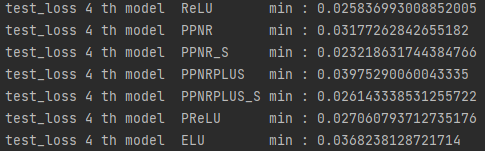 test_loss 4 th model  ReLU       min : 0.025836993008852005
test_loss 4 th model  PPNR       min : 0.03177262842655182
test_loss 4 th model  PPNR_S     min : 0.023218631744384766
test_loss 4 th model  PPNRPLUS   min : 0.03975290060043335
test_loss 4 th model  PPNRPLUS_S min : 0.026143338531255722
test_loss 4 th model  PReLU      min : 0.027060793712735176
test_loss 4 th model  ELU        min : 0.0368238128721714